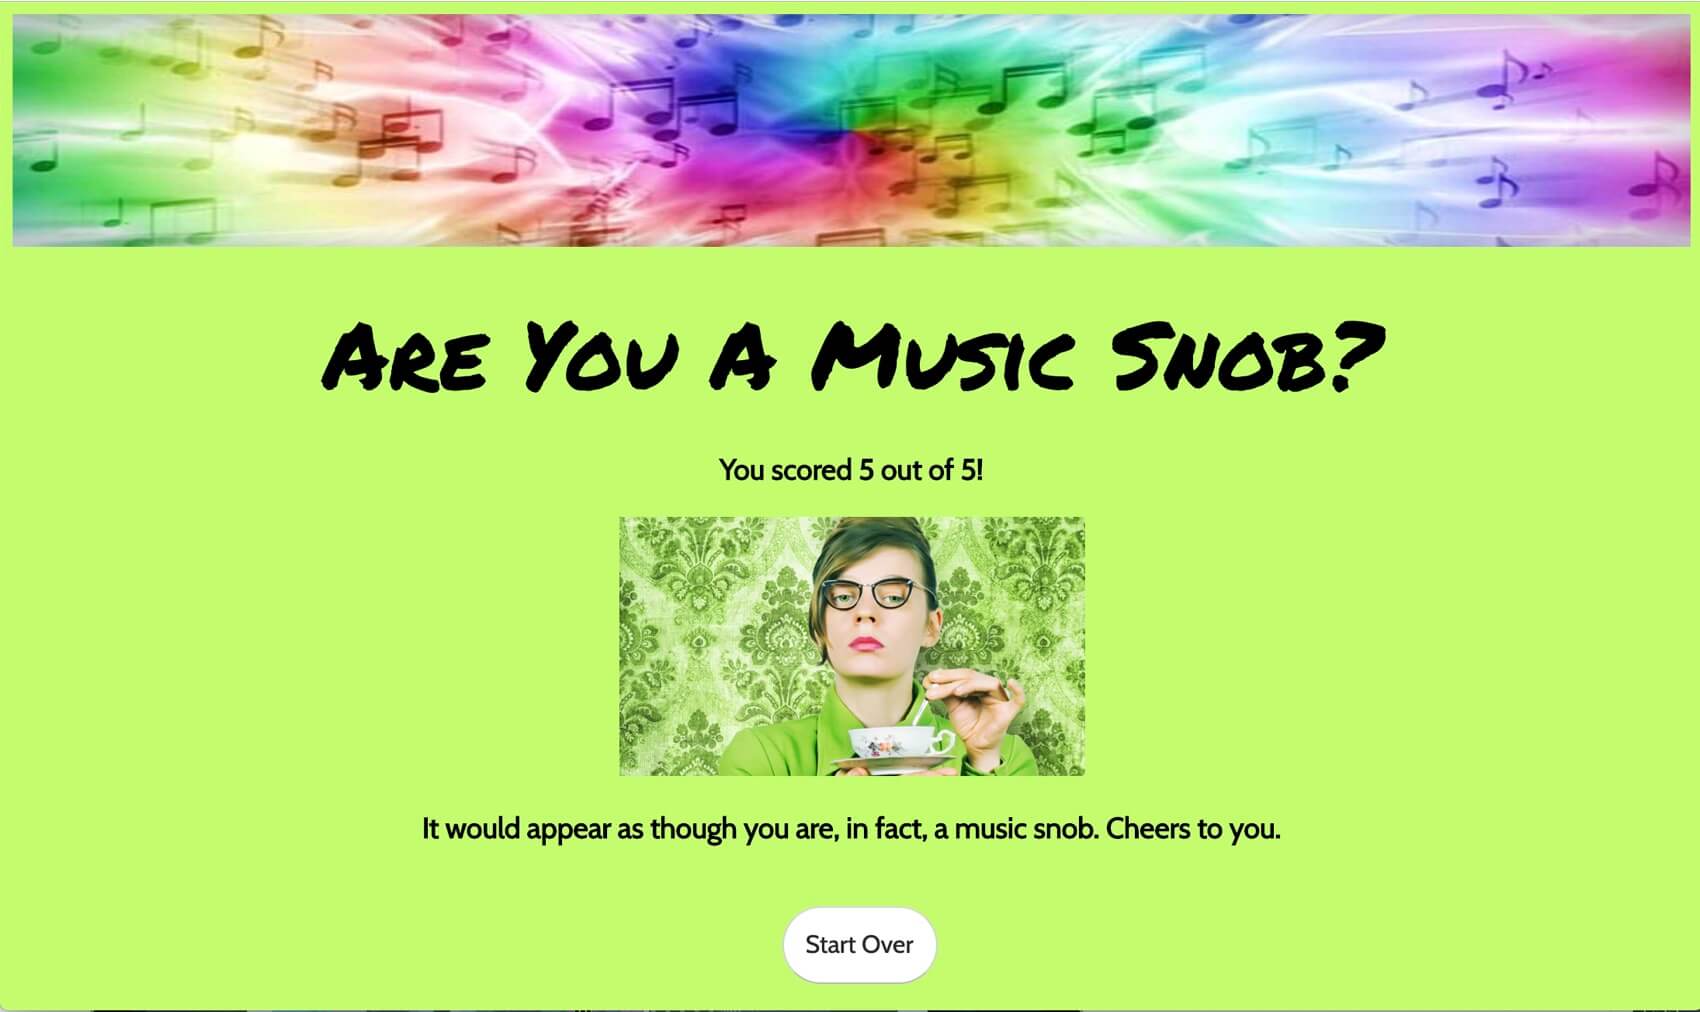 Are You A Music Snob?
You scored 5 out of 5!
It would appear as though you are, in fact, a music snob. Cheers to you.
Start Over